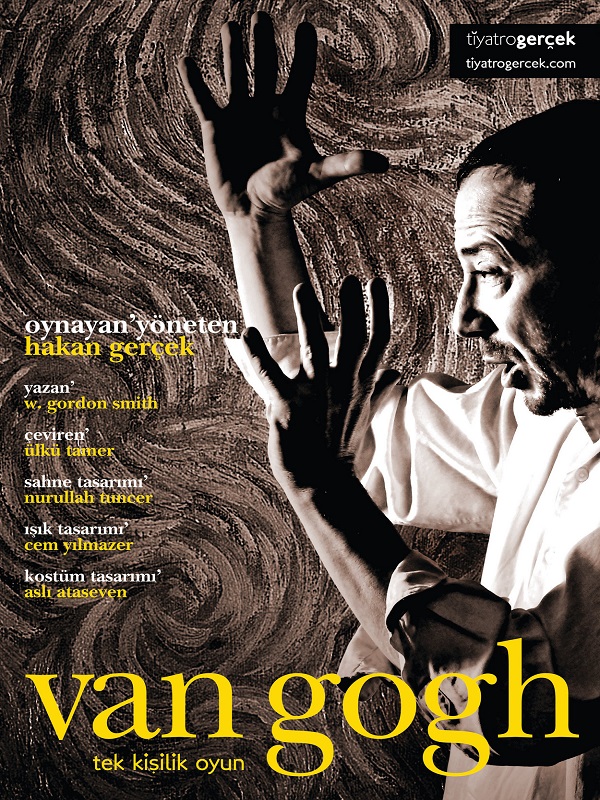 tiyatrogerçek
tiyatrogercek.com
oynayan'yöneten
hakan gerçek
yazan'
w. gordon smith
çeviren'
ülkü tamer
sahne tasarımı'
nurullah tuncer
ışık tasarımı'
cem yılmazer
kostüm tasarımı'
aslı ataseven
van gogh
tek kişilik oyun